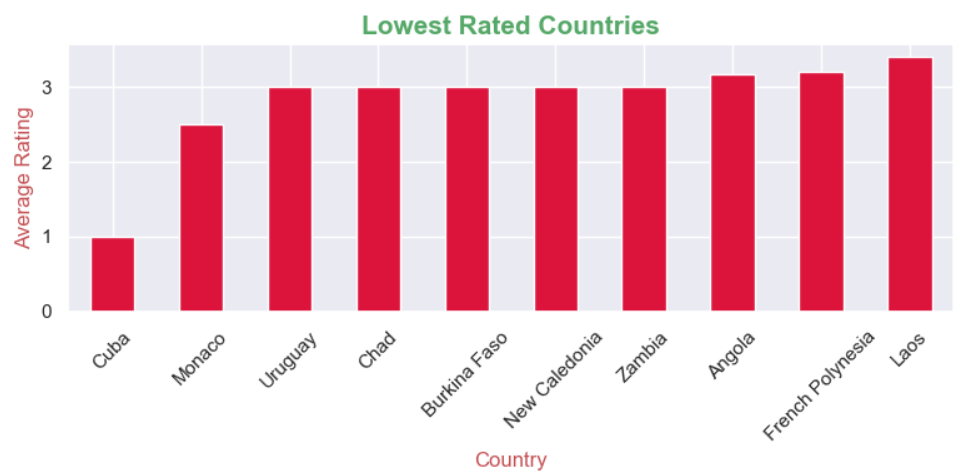 Lowest Rated Countries
3
2
1
0
Average Rating
Cuba
Monaco
Uruguay
Chad
Burkina Faso
New Caledonia
Zambia
Angola
French Polynesia
Laos
Country